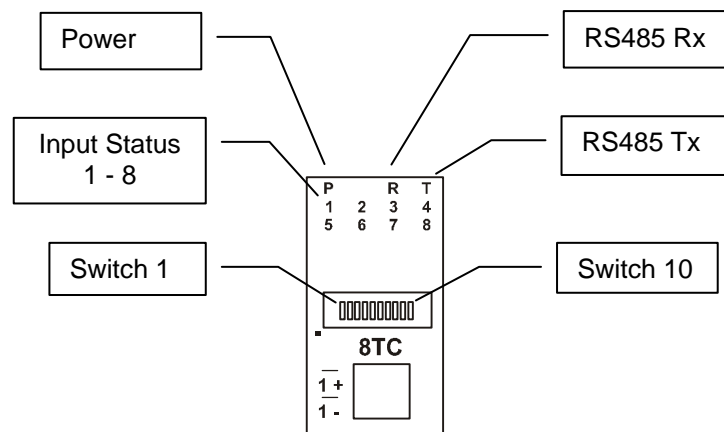 Power
RS485 Rx
Input Status
1 - 8
RS485 Tx
P R T
1 2 3 4
5 6 7 8
Switch 1
Switch 10
8TC
1 +
1 -